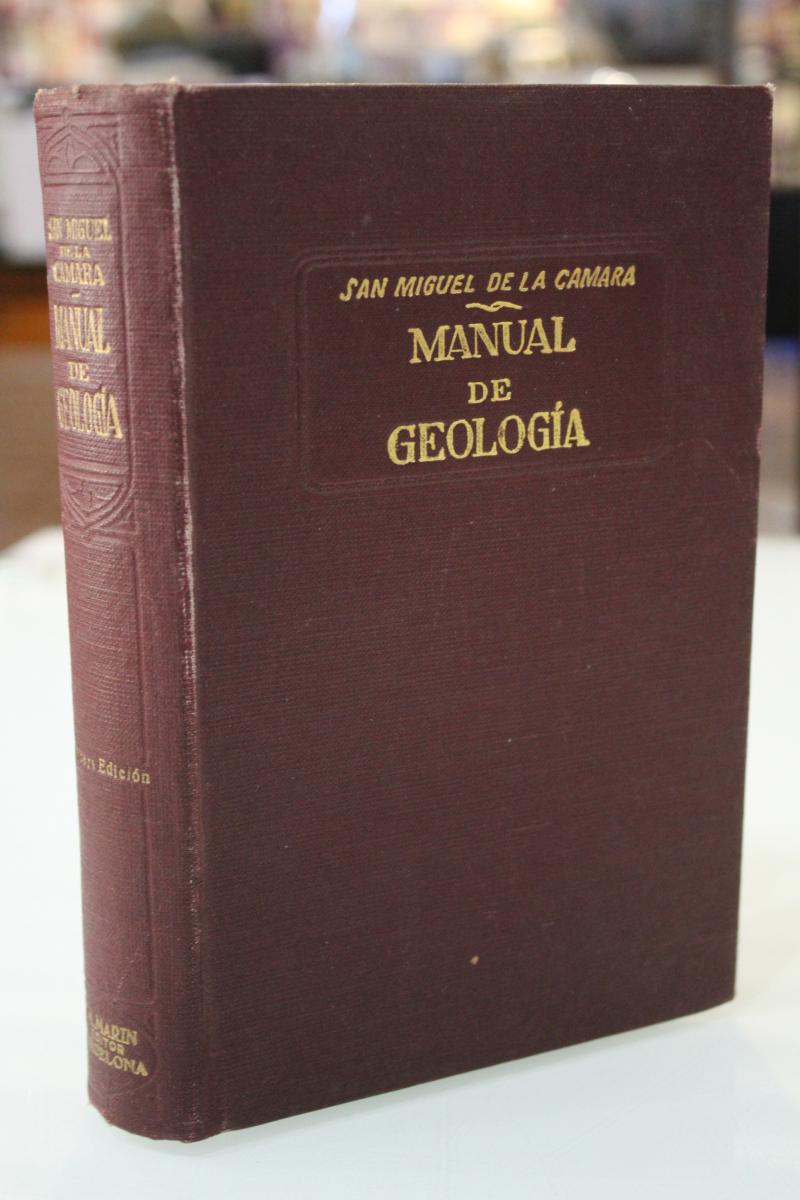 SAN MIGUEL
DE LA
CAMARA
MANUAL
DE
GEOLOGÍA
Edición
MARIN
EDITOR
SAN MIGUEL DE LA CAMARA
MANUAL
DE
GEOLOGÍA